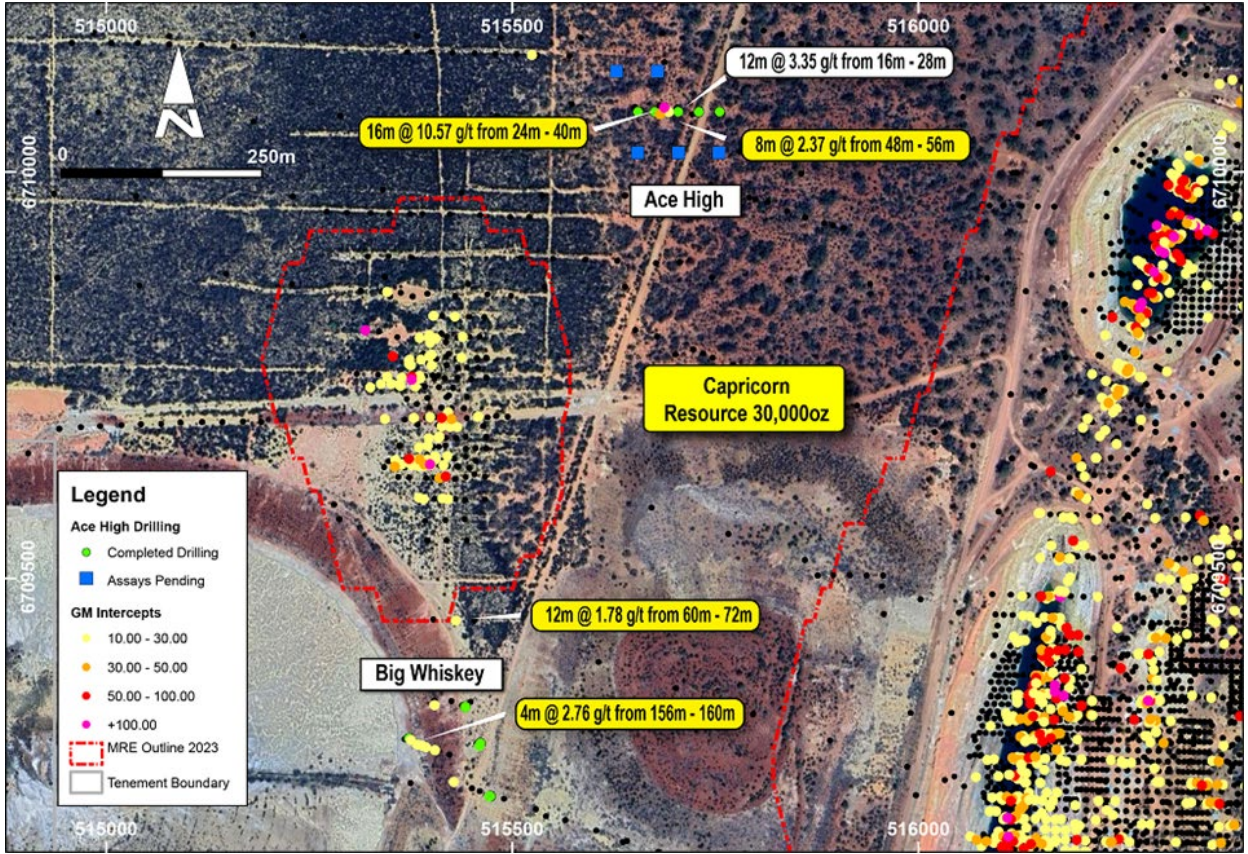 515000
515500
516000
12m @ 3.35 g/t from 16m - 28m
16m @ 10.57 g/t from 24m - 40m
8m @ 2.37 g/t from 48m - 56m
N
0
250m
6710000
6710000
Ace High
Capricorn
Resource 30,000oz
Legend
Ace High Drilling
Completed Drilling
Assays Pending
GM Intercepts
10.00 - 30.00
30.00 - 50.00
50.00 - 100.00
+100.00
MRE Outline 2023
Tenement Boundary
6709500
6709500
12m @ 1.78 g/t from 60m - 72m
Big Whiskey
4m @ 2.76 g/t from 156m - 160m
515000
515500
516000